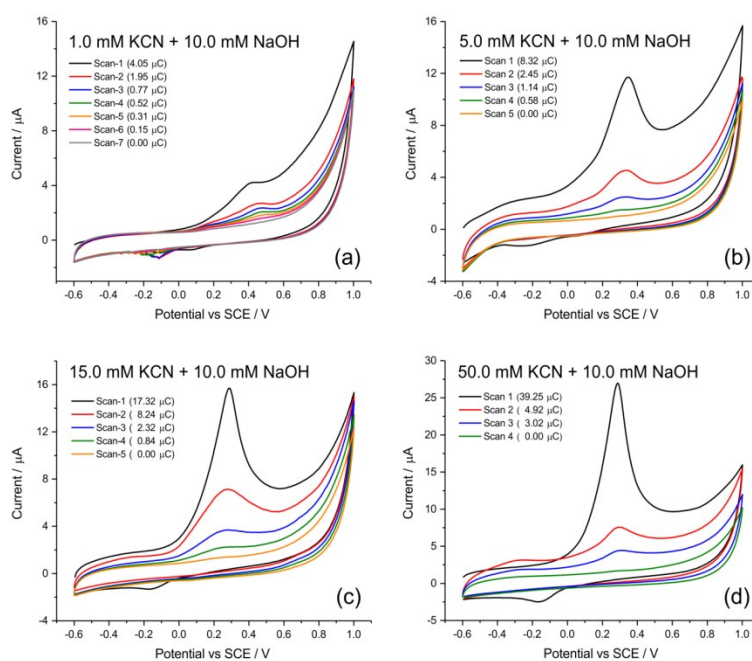 1.0 mM KCN + 10.0 mM NaOH
Scan-1 (4.05 µC)
Scan-2 (1.95 µC)
Scan-3 (0.77 µC)
Scan-4 (0.52 µC)
Scan-5 (0.31 µC)
Scan-6 (0.15 µC)
Scan-7 (0.00 µC)
16
12
8
4
0
-4
Current / µA
-0.6 -0.4 -0.2 0.0 0.2 0.4 0.6 0.8 1.0
Potential vs SCE / V
(a)
5.0 mM KCN + 10.0 mM NaOH
Scan 1 (8.32 µC)
Scan 2 (2.45 µC)
Scan 3 (1.14 µC)
Scan 4 (0.58 µC)
Scan 5 (0.00 µC)
16
12
8
4
0
-4
Current / µA
-0.6 -0.4 -0.2 0.0 0.2 0.4 0.6 0.8 1.0
Potential vs SCE / V
(b)
15.0 mM KCN + 10.0 mM NaOH
Scan-1 (17.32 µC)
Scan-2 ( 8.24 µC)
Scan-3 ( 2.32 µC)
Scan-4 ( 0.84 µC)
Scan-5 ( 0.00 µC)
16
12
8
4
0
-4
Current / µA
-0.6 -0.4 -0.2 0.0 0.2 0.4 0.6 0.8 1.0
Potential vs SCE / V
(c)
50.0 mM KCN + 10.0 mM NaOH
Scan 1 (39.25 µC)
Scan 2 ( 4.92 µC)
Scan 3 ( 3.02 µC)
Scan 4 ( 0.00 µC)
30
25
20
15
10
5
0
-5
Current / µA
-0.6 -0.4 -0.2 0.0 0.2 0.4 0.6 0.8 1.0
Potential vs SCE / V
(d)